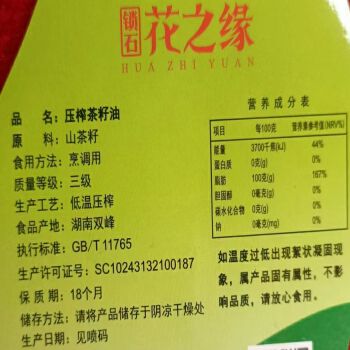 锁石
花之缘
HUA ZHI YUAN
品 名：压榨茶籽油
原 料：山茶籽
食用方法：烹调用
质量等级：三级
生产工艺：低温压榨
食品产地：湖南双峰
执行标准：GB/T 11765
生产许可证号：SC10243132100187
保 质 期：18个月
储存方法：请将产品储存于阴凉干燥处
生产日期：见喷码
营养成分表
项目 每100克 营养素参考值(NRV%)
能量 3700千焦(kJ) 44%
蛋白质 0克(g) 0%
脂肪 100克(g) 167%
胆固醇 0毫克(g) 0%
碳水化合物 0克(g) 0%
钠 0毫克(mg) 0%
如温度过低出现絮状凝固现
象，属产品固有属性，不影
响品质，请放心食用。